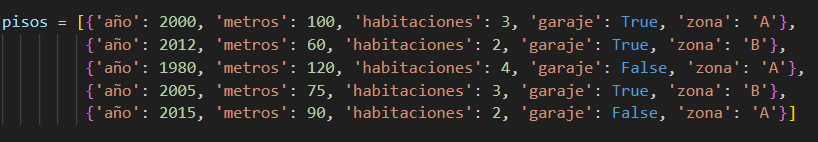 pisos = [{'año': 2000, 'metros': 100, 'habitaciones': 3, 'garaje': True, 'zona': 'A'},
{'año': 2012, 'metros': 60, 'habitaciones': 2, 'garaje': True, 'zona': 'B'},
{'año': 1980, 'metros': 120, 'habitaciones': 4, 'garaje': False, 'zona': 'A'},
{'año': 2005, 'metros': 75, 'habitaciones': 3, 'garaje': True, 'zona': 'B'},
{'año': 2015, 'metros': 90, 'habitaciones': 2, 'garaje': False, 'zona': 'A'}]